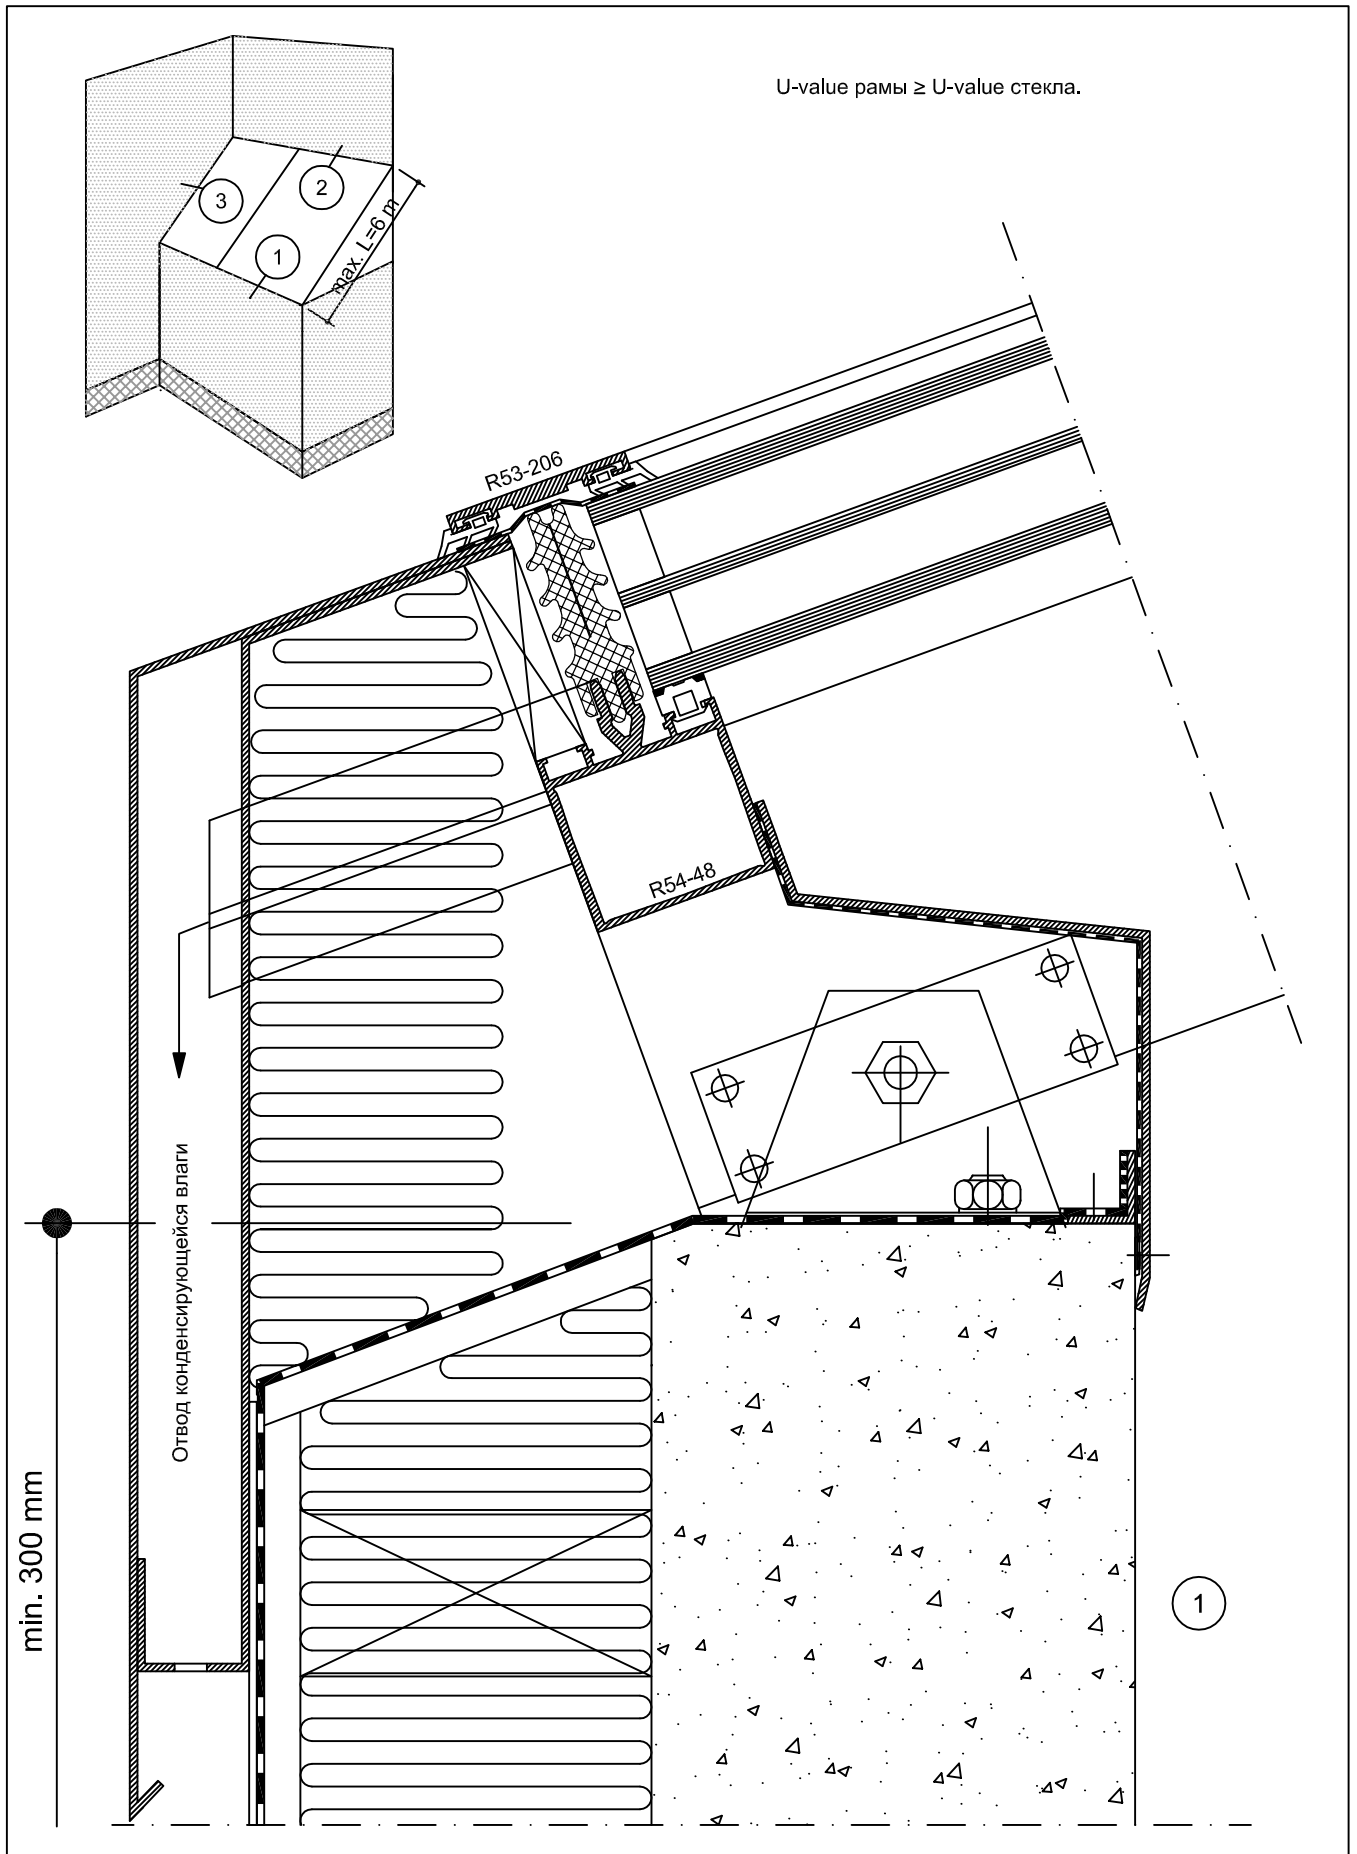 U-value рамы ≥ U-value стекла.
3
2
1
max. L=6 m
R53-206
R54-48
Отвод конденсирующейся влаги
min. 300 mm
1